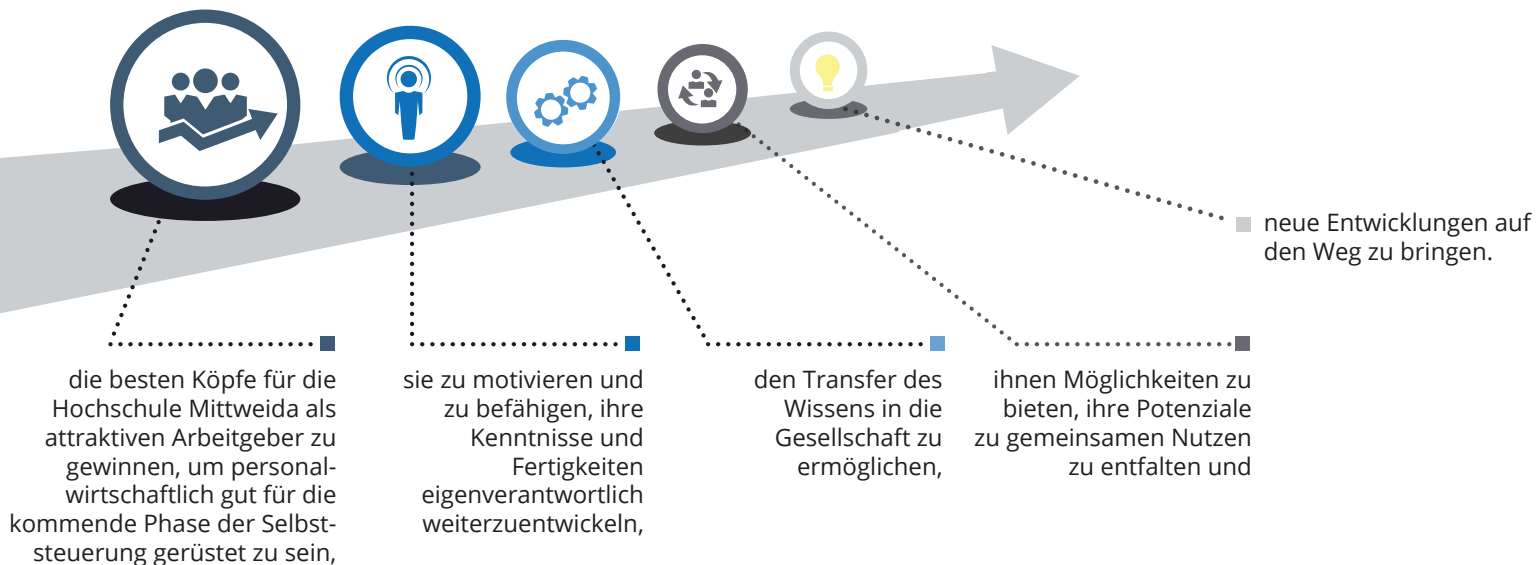 die besten Köpfe für die
Hochschule Mittweida als
attraktiven Arbeitgeber zu
gewinnen, um personal-
wirtschaftlich gut für die
kommende Phase der Selbst-
steuerung gerüstet zu sein,
sie zu motivieren und
zu befähigen, ihre
Kenntnisse und
Fertigkeiten
eigenverantwortlich
weiterzuentwickeln,
den Transfer des
Wissens in die
Gesellschaft zu
ermöglichen,
ihnen Möglichkeiten zu
bieten, ihre Potenziale
zu gemeinsamen Nutzen
zu entfalten und
neue Entwicklungen auf
den Weg zu bringen.